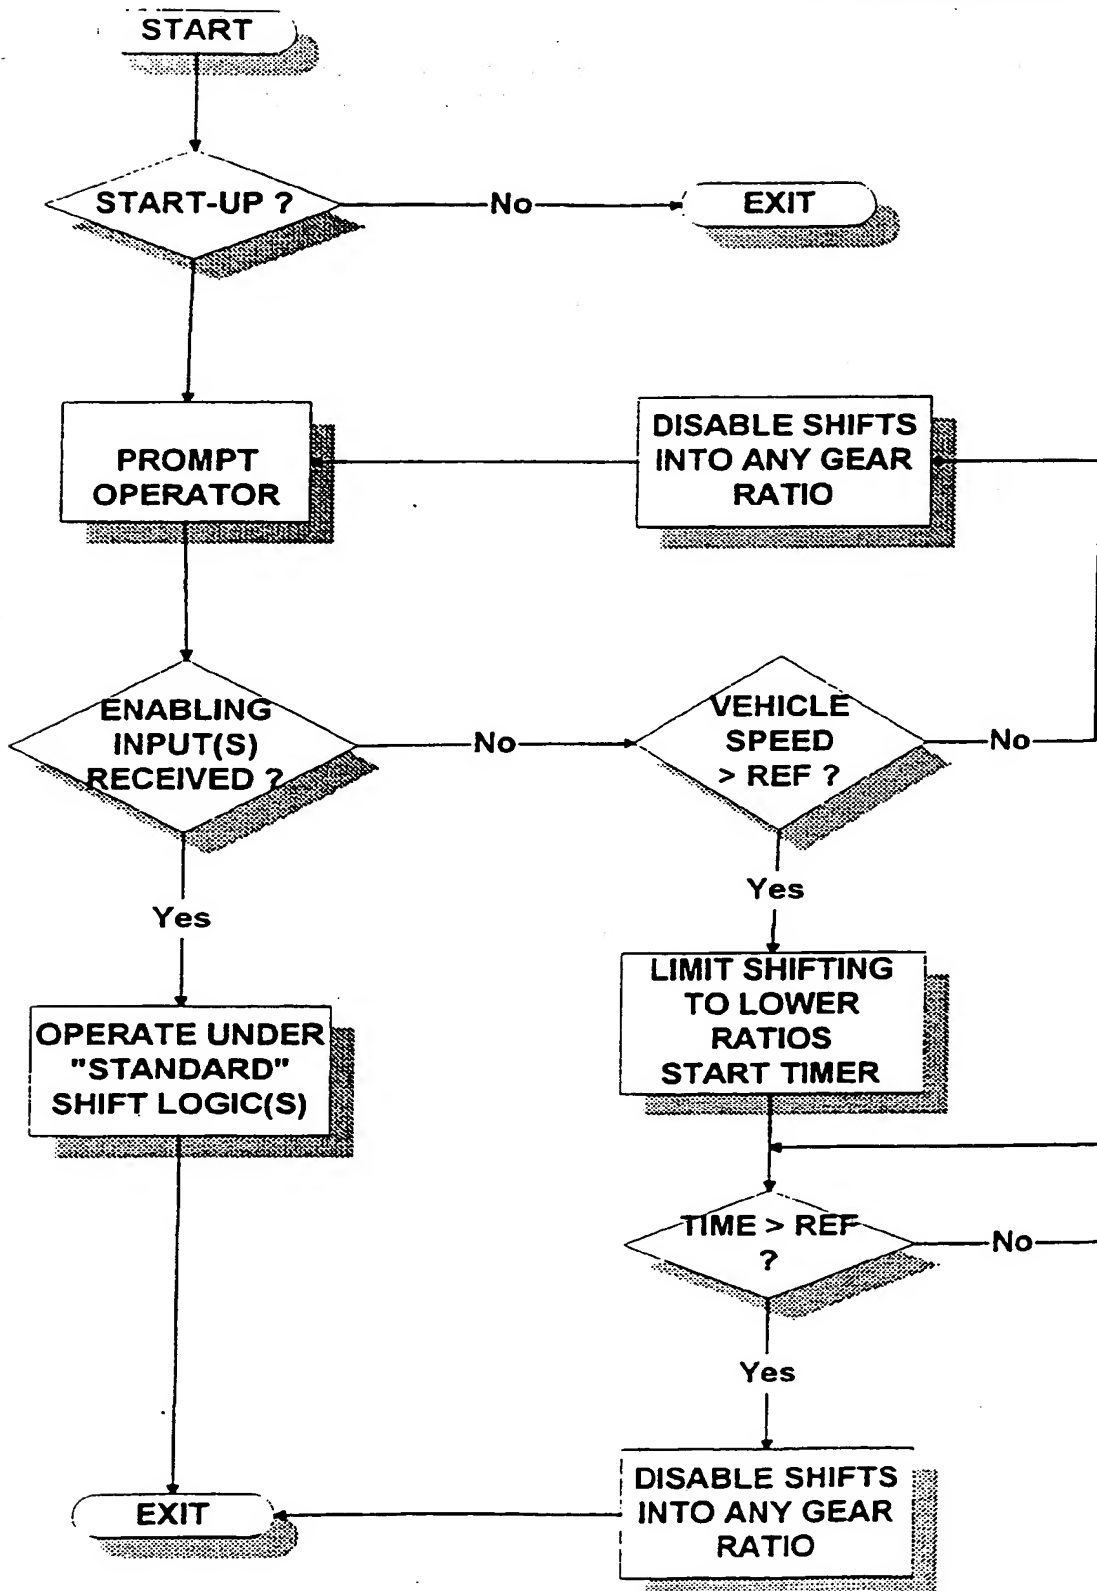 START
START-UP ?
No
EXIT
PROMPT
OPERATOR
DISABLE SHIFTS
INTO ANY GEAR
RATIO
ENABLING
INPUT(S)
RECEIVED ?
No
VEHICLE
SPEED
> REF ?
No
Yes
Yes
OPERATE UNDER
"STANDARD"
SHIFT LOGIC(S)
LIMIT SHIFTING
TO LOWER
RATIOS
START TIMER
TIME > REF
?
No
Yes
EXIT
DISABLE SHIFTS
INTO ANY GEAR
RATIO